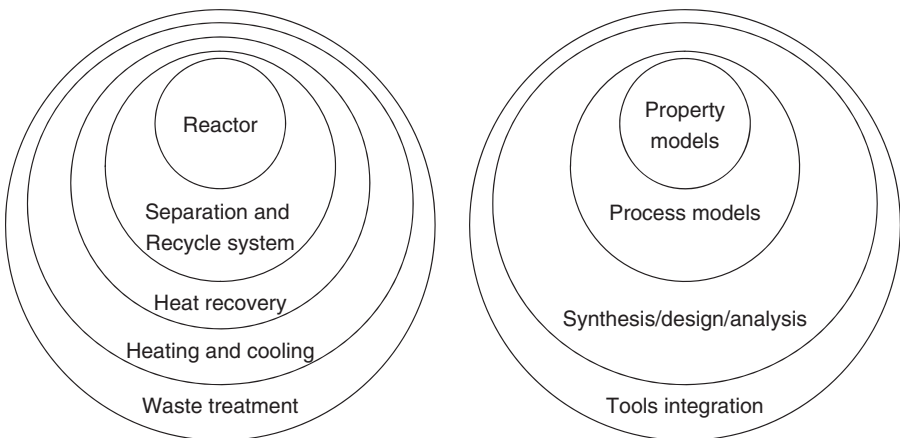 Reactor
Separation and
Recycle system
Heat recovery
Heating and cooling
Waste treatment
Property
models
Process models
Synthesis/design/analysis
Tools integration